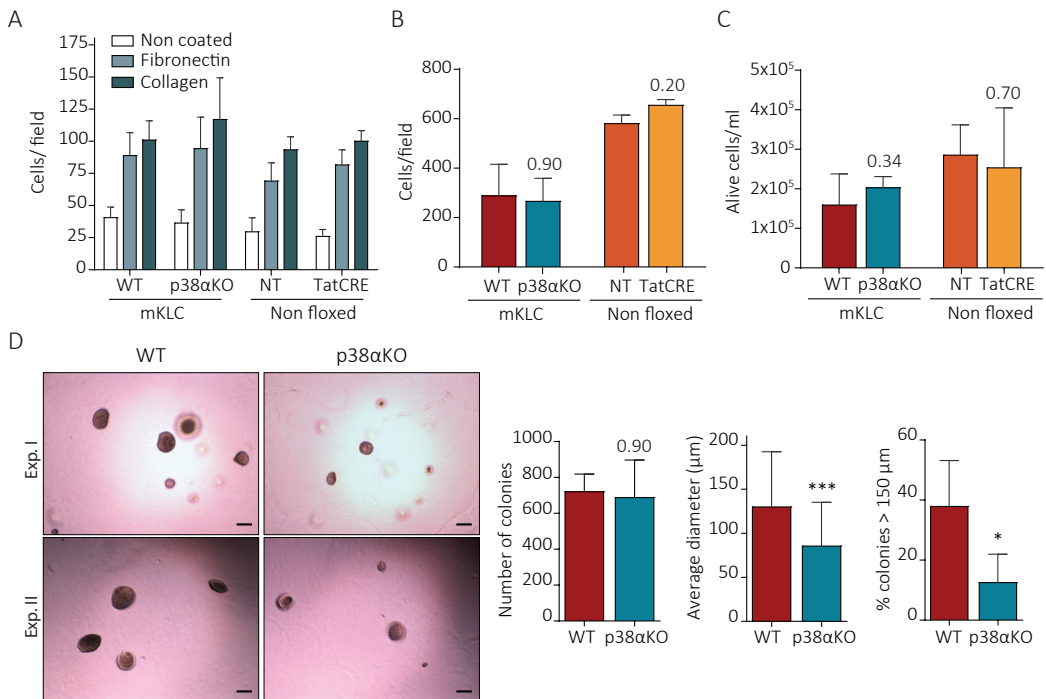 A
175
150
125
100
75
50
25
0
Cells/ field
Non coated
Fibronectin
Collagen
WT p38αKO NT TatCRE
mKLC Non floxed
B
800
600
400
200
0
Cells/field
0.90
0.20
WT p38αKO NT TatCRE
mKLC Non floxed
C
5x10⁵
4x10⁵
3x10⁵
2x10⁵
1x10⁵
0
Alive cells/ml
0.34
0.70
WT p38αKO NT TatCRE
mKLC Non floxed
D
WT p38αKO
Exp. I
Exp. II
1000
800
600
400
200
0
Number of colonies
0.90
WT p38αKO
200
150
100
50
0
Average diameter (µm)
***
WT p38αKO
60
40
20
0
% colonies > 150 µm
*
WT p38αKO